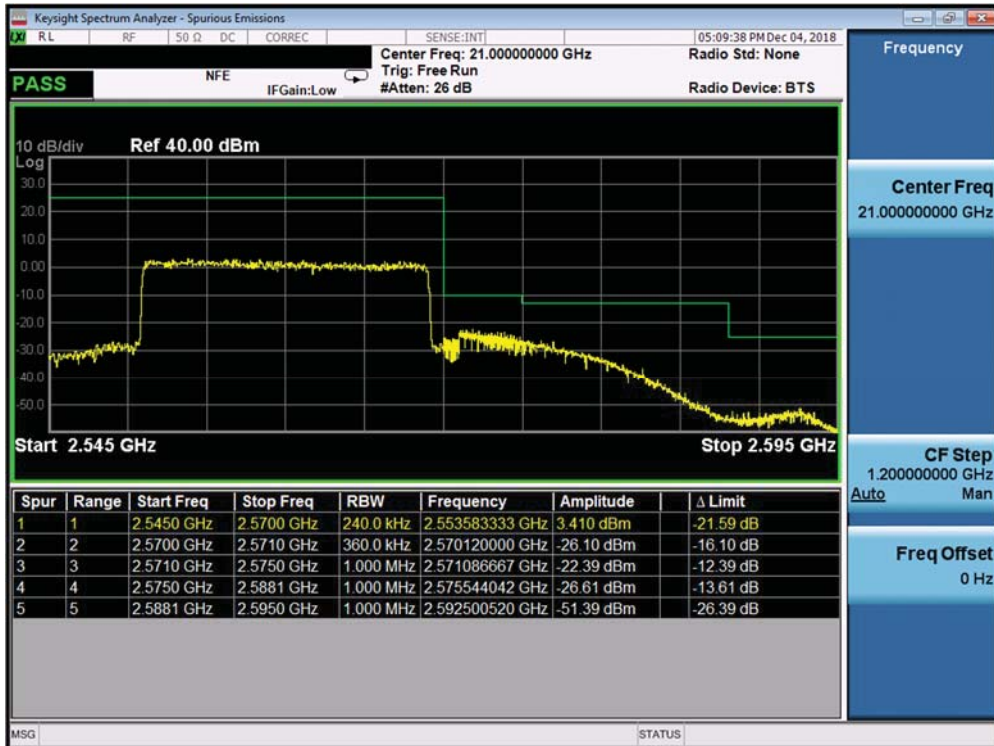 Keysight Spectrum Analyzer - Spurious Emissions
LXI RL RF 50 Ω DC CORREC SENSE:INT 05:09:38 PM Dec 04, 2018
Center Freq: 21.000000000 GHz Radio Std: None
Trig: Free Run
NFE
PASS
IFGain:Low #Atten: 26 dB Radio Device: BTS
10 dB/div Ref 40.00 dBm
Log
30.0
20.0
10.0
0.00
-10.0
-20.0
-30.0
-40.0
-50.0
Start 2.545 GHz Stop 2.595 GHz
Spur Range Start Freq Stop Freq RBW Frequency Amplitude Δ Limit
1 1 2.5450 GHz 2.5700 GHz 240.0 kHz 2.553583333 GHz 3.410 dBm -21.59 dB
2 2 2.5700 GHz 2.5710 GHz 360.0 kHz 2.570120000 GHz -26.10 dBm -16.10 dB
3 3 2.5710 GHz 2.5750 GHz 1.000 MHz 2.571086667 GHz -22.39 dBm -12.39 dB
4 4 2.5750 GHz 2.5881 GHz 1.000 MHz 2.575544042 GHz -26.61 dBm -13.61 dB
5 5 2.5881 GHz 2.5950 GHz 1.000 MHz 2.592500520 GHz -51.39 dBm -26.39 dB
MSG STATUS
Frequency
Center Freq
21.000000000 GHz
CF Step
1.200000000 GHz
Auto Man
Freq Offset
0 Hz